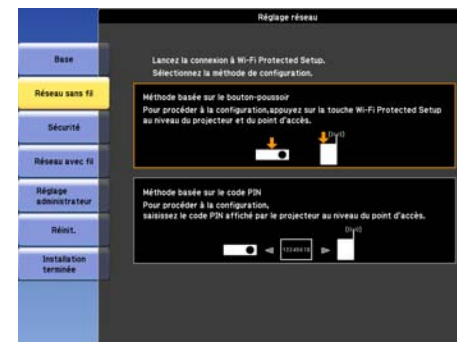 Réglage réseau
Base
Réseau sans fil
Sécurité
Réseau avec fil
Réglage
administrateur
Réinit.
Installation
terminée
Lancez la connexion à Wi-Fi Protected Setup.
Sélectionnez la méthode de configuration.
Méthode basée sur le bouton-poussoir
Pour procéder à la configuration,appuyez sur la touche Wi-Fi Protected Setup
au niveau du projecteur et du point d'accès.
Méthode basée sur le code PIN
Pour procéder à la configuration,
saisissez le code PIN affiché par le projecteur au niveau du point d'accès.